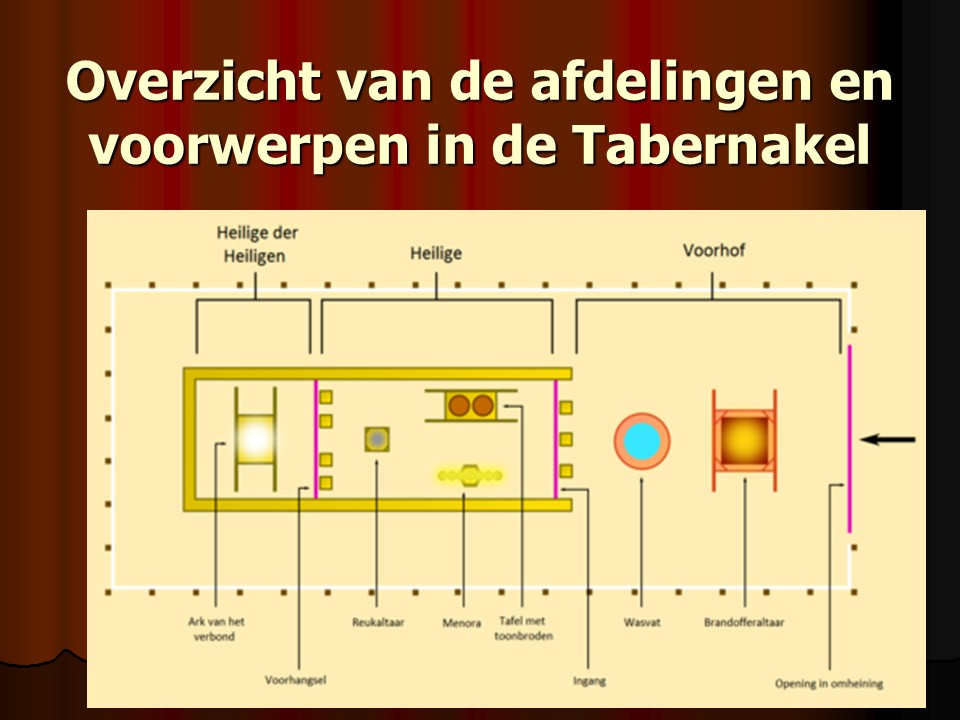 Overzicht van de afdelingen en
voorwerpen in de Tabernakel
Heilige der
Heiligen
Heilige
Voorhof
Ark van het
verbond
Reukaltaar
Menora
Tafel met
toonbroden
Wasvat
Brandofferaltaar
Voorhangsel
Ingang
Opening in omheining